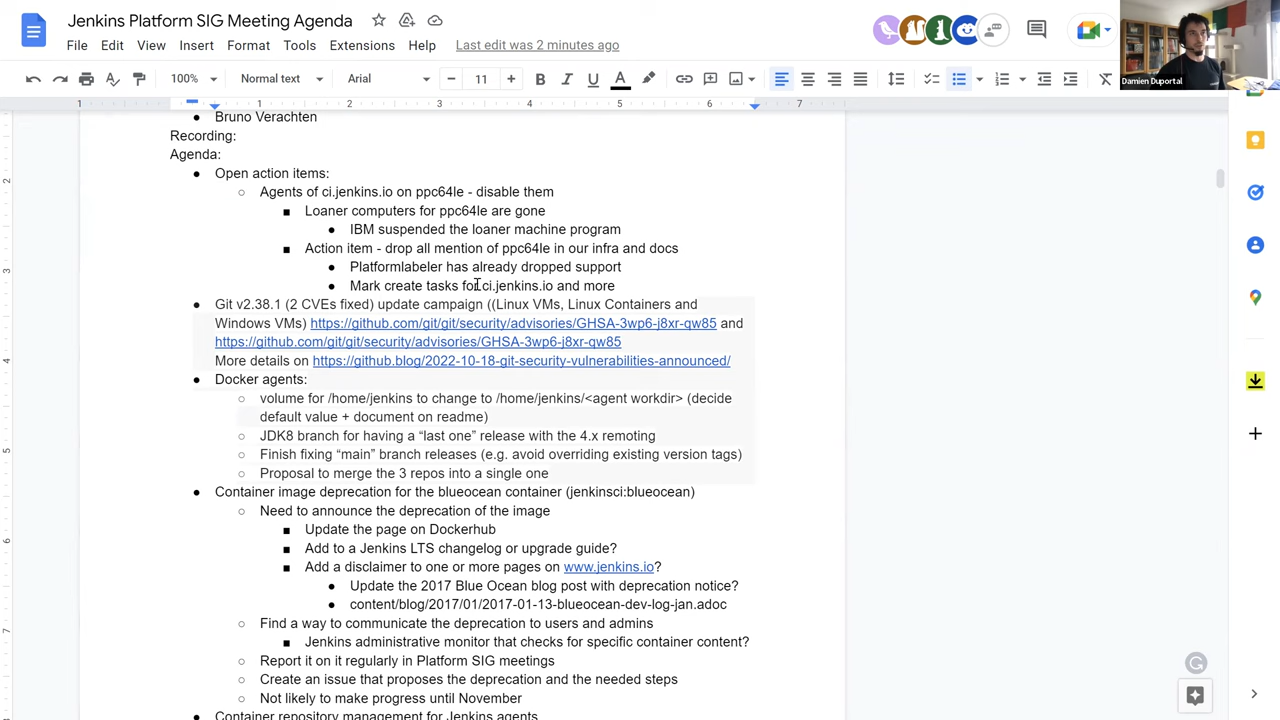 Jenkins Platform SIG Meeting Agenda
File Edit View Insert Format Tools Extensions Help Last edit was 2 minutes ago
100% Normal text Arial 11
1 1 2 3 4 5 6 7
Bruno Verachten
Recording:
Agenda:
Open action items:
Agents of ci.jenkins.io on ppc64le - disable them
Loaner computers for ppc64le are gone
IBM suspended the loaner machine program
Action item - drop all mention of ppc64le in our infra and docs
Platformlabeler has already dropped support
Mark create tasks for ci.jenkins.io and more
Git v2.38.1 (2 CVEs fixed) update campaign ((Linux VMs, Linux Containers and
Windows VMs) https://github.com/git/git/security/advisories/GHSA-3wp6-j8xr-qw85 and
https://github.com/git/git/security/advisories/GHSA-3wp6-j8xr-qw85
More details on https://github.blog/2022-10-18-git-security-vulnerabilities-announced/
Docker agents:
volume for /home/jenkins to change to /home/jenkins/<agent workdir> (decide
default value + document on readme)
JDK8 branch for having a “last one” release with the 4.x remoting
Finish fixing “main” branch releases (e.g. avoid overriding existing version tags)
Proposal to merge the 3 repos into a single one
Container image deprecation for the blueocean container (jenkinsci:blueocean)
Need to announce the deprecation of the image
Update the page on Dockerhub
Add to a Jenkins LTS changelog or upgrade guide?
Add a disclaimer to one or more pages on www.jenkins.io?
Update the 2017 Blue Ocean blog post with deprecation notice?
content/blog/2017/01/2017-01-13-blueocean-dev-log-jan.adoc
Find a way to communicate the deprecation to users and admins
Jenkins administrative monitor that checks for specific container content?
Report it on it regularly in Platform SIG meetings
Create an issue that proposes the deprecation and the needed steps
Not likely to make progress until November
Container repository management for Jenkins agents
2
3
4
5
6
7
Damien Duportal